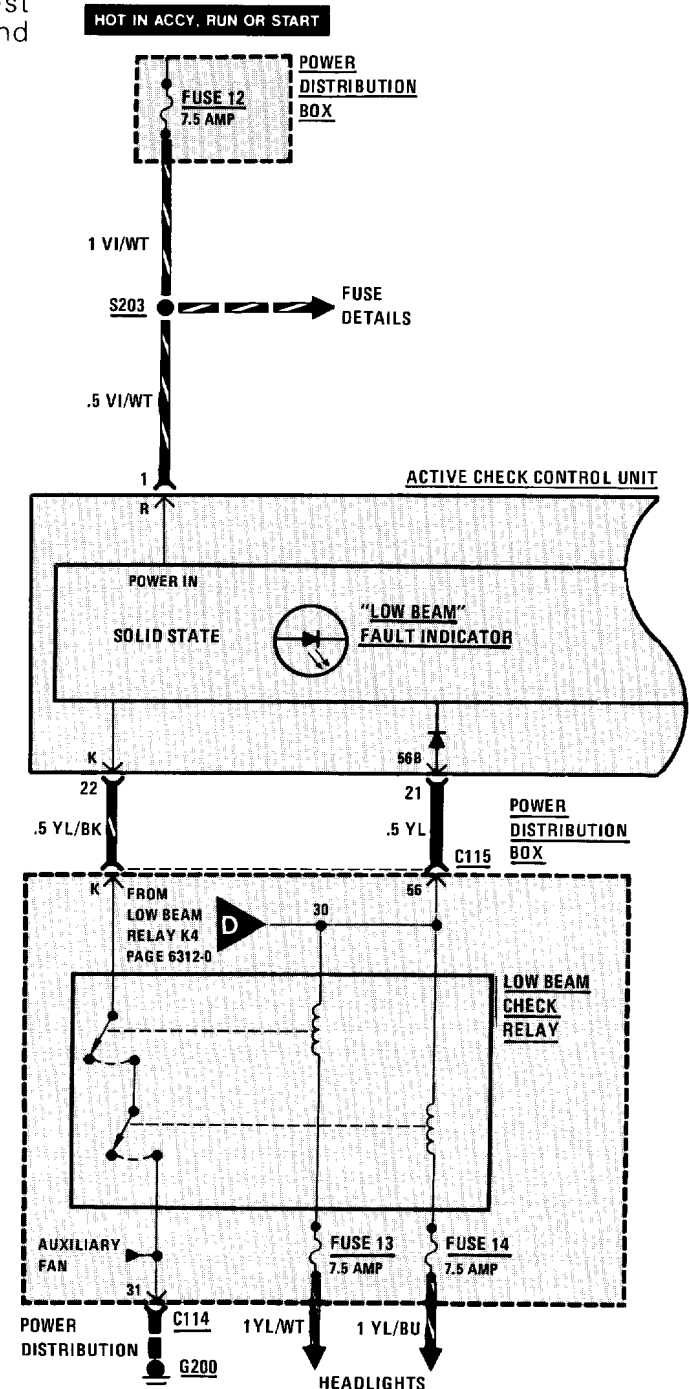 est
nd
HOT IN ACCY, RUN OR START
POWER
DISTRIBUTION
BOX
FUSE 12
7.5 AMP
1 VI/WT
S203
FUSE
DETAILS
.5 VI/WT
1
ACTIVE CHECK CONTROL UNIT
R
POWER IN
SOLID STATE
"LOW BEAM"
FAULT INDICATOR
K
56B
22
21
.5 YL/BK
.5 YL
POWER
DISTRIBUTION
BOX
C115
K
56
FROM
LOW BEAM
RELAY K4
PAGE 6312-0
D
30
LOW BEAM
CHECK
RELAY
AUXILIARY
FAN
FUSE 13
7.5 AMP
FUSE 14
7.5 AMP
31
C114
POWER
DISTRIBUTION
G200
1 YL/WT
1 YL/BU
HEADLIGHTS